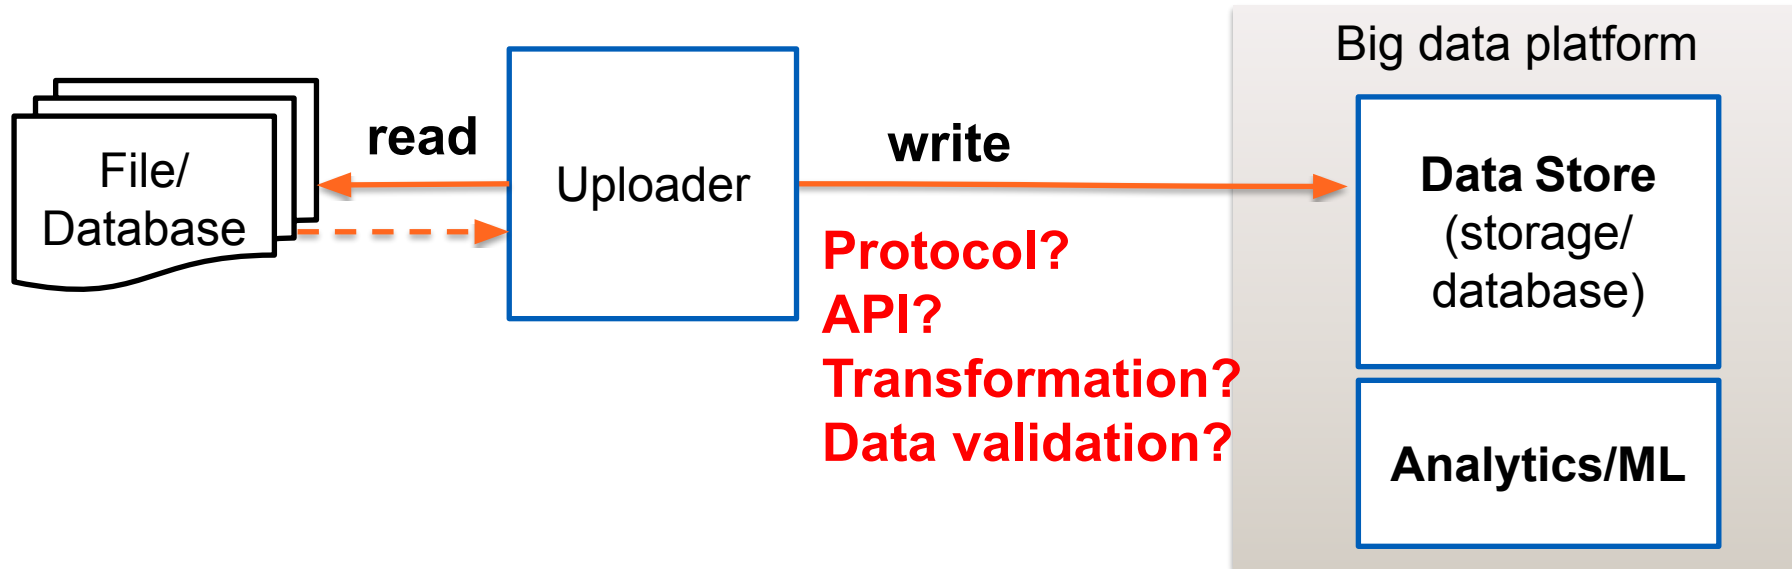 Big data platform
File/
Database
read
Uploader
write
Protocol?
API?
Transformation?
Data validation?
Data Store
(storage/
database)
Analytics/ML